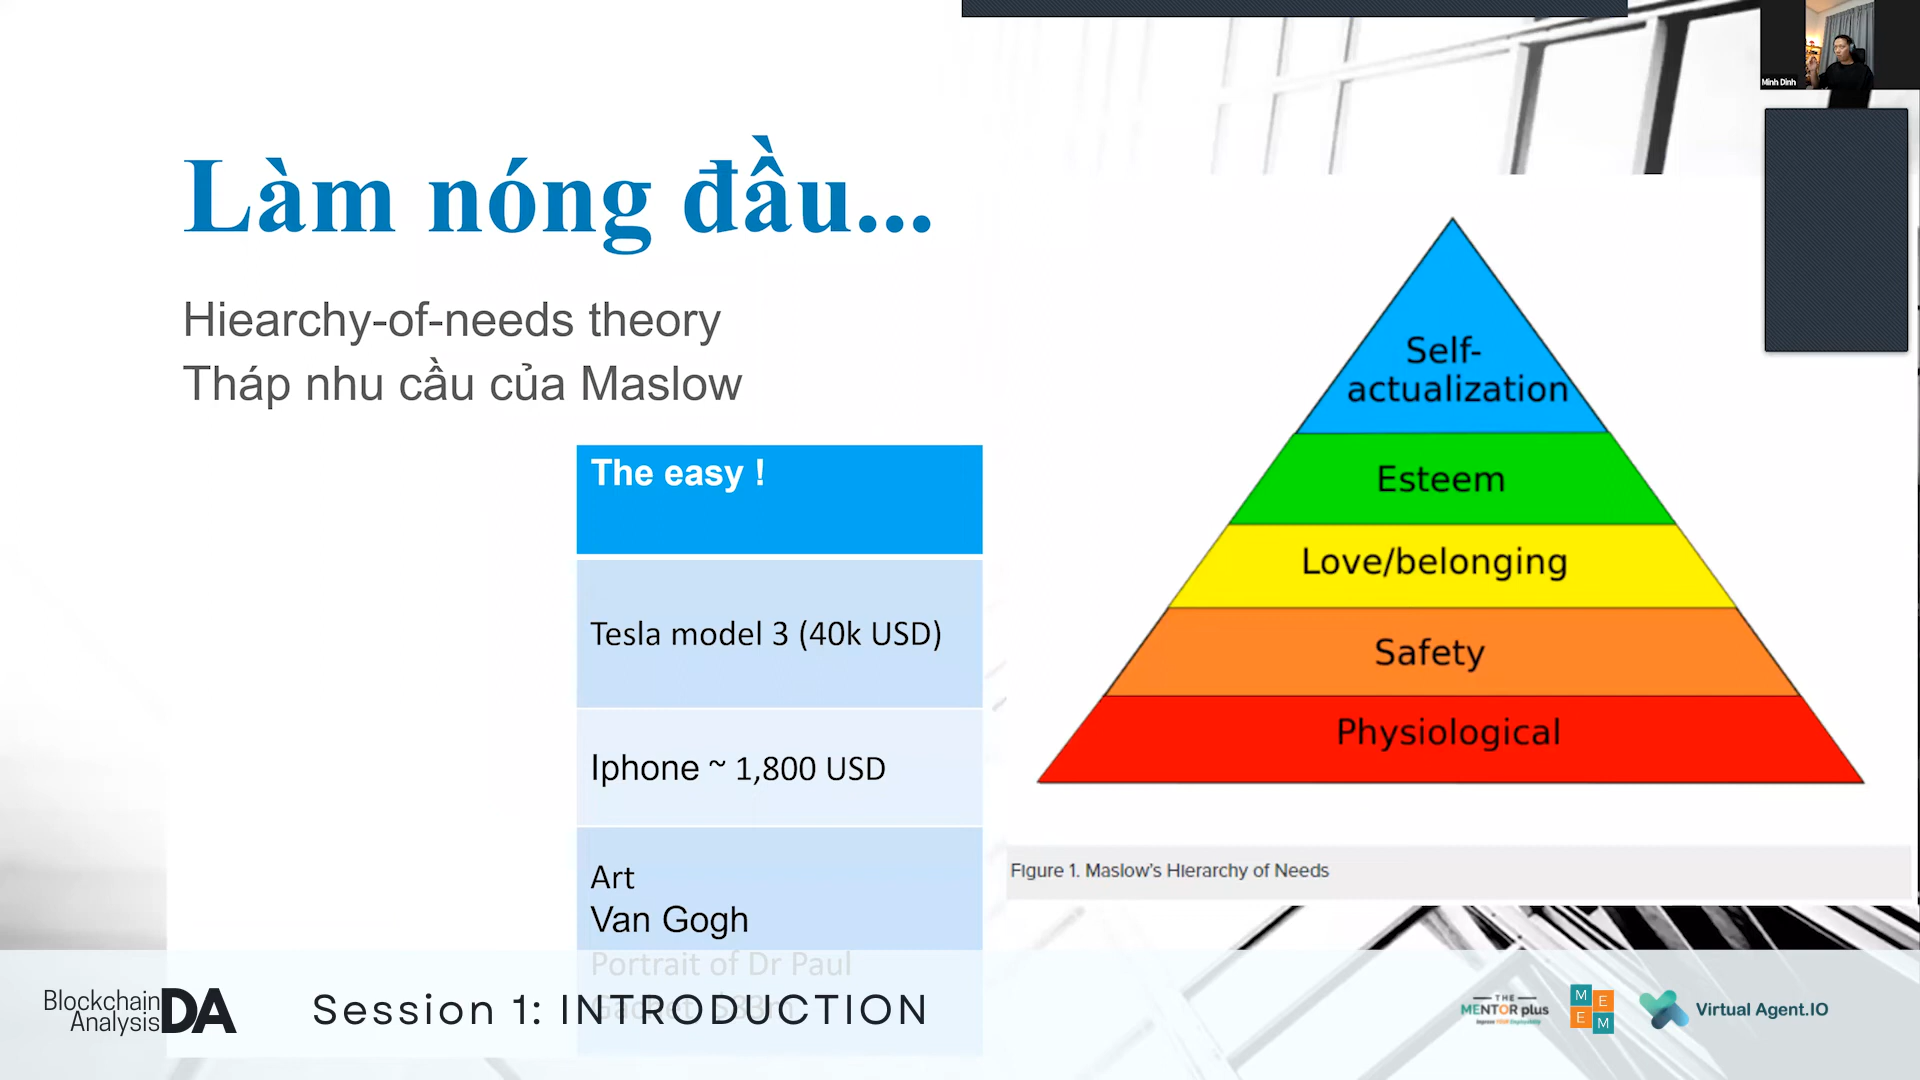 Minh Dinh
Làm nóng đầu...
Hiearchy-of-needs theory
Tháp nhu cầu của Maslow
The easy !
Tesla model 3 (40k USD)
Iphone ~ 1,800 USD
Art
Van Gogh
Portrait of Dr Paul
Self-
actualization
Esteem
Love/belonging
Safety
Physiological
Figure 1. Maslow's Hierarchy of Needs
Blockchain
Analysis DA
Session 1: INTRODUCTION
THE
MENTOR plus
M E
E M
Virtual Agent.IO